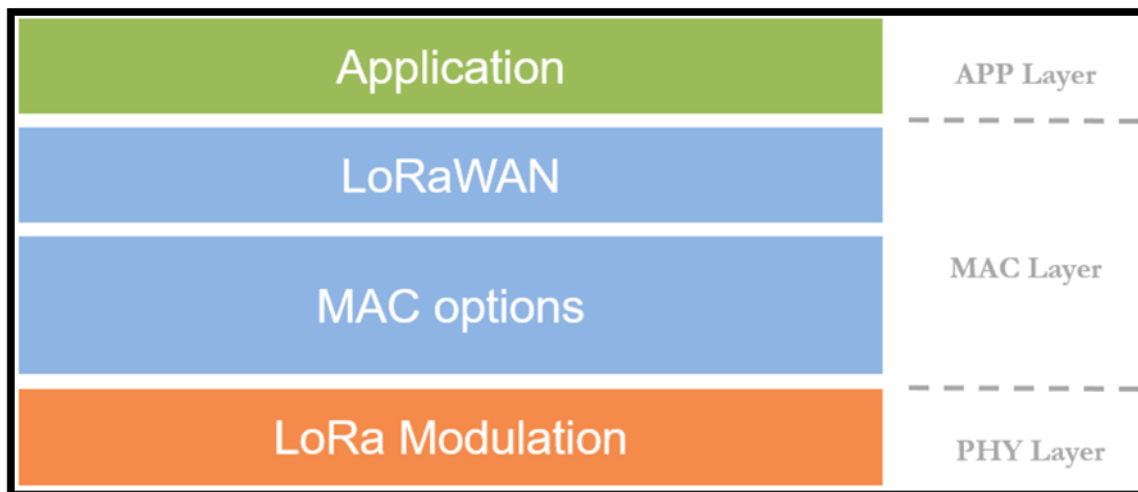 Application
APP Layer
LoRaWAN
MAC options
MAC Layer
LoRa Modulation
PHY Layer